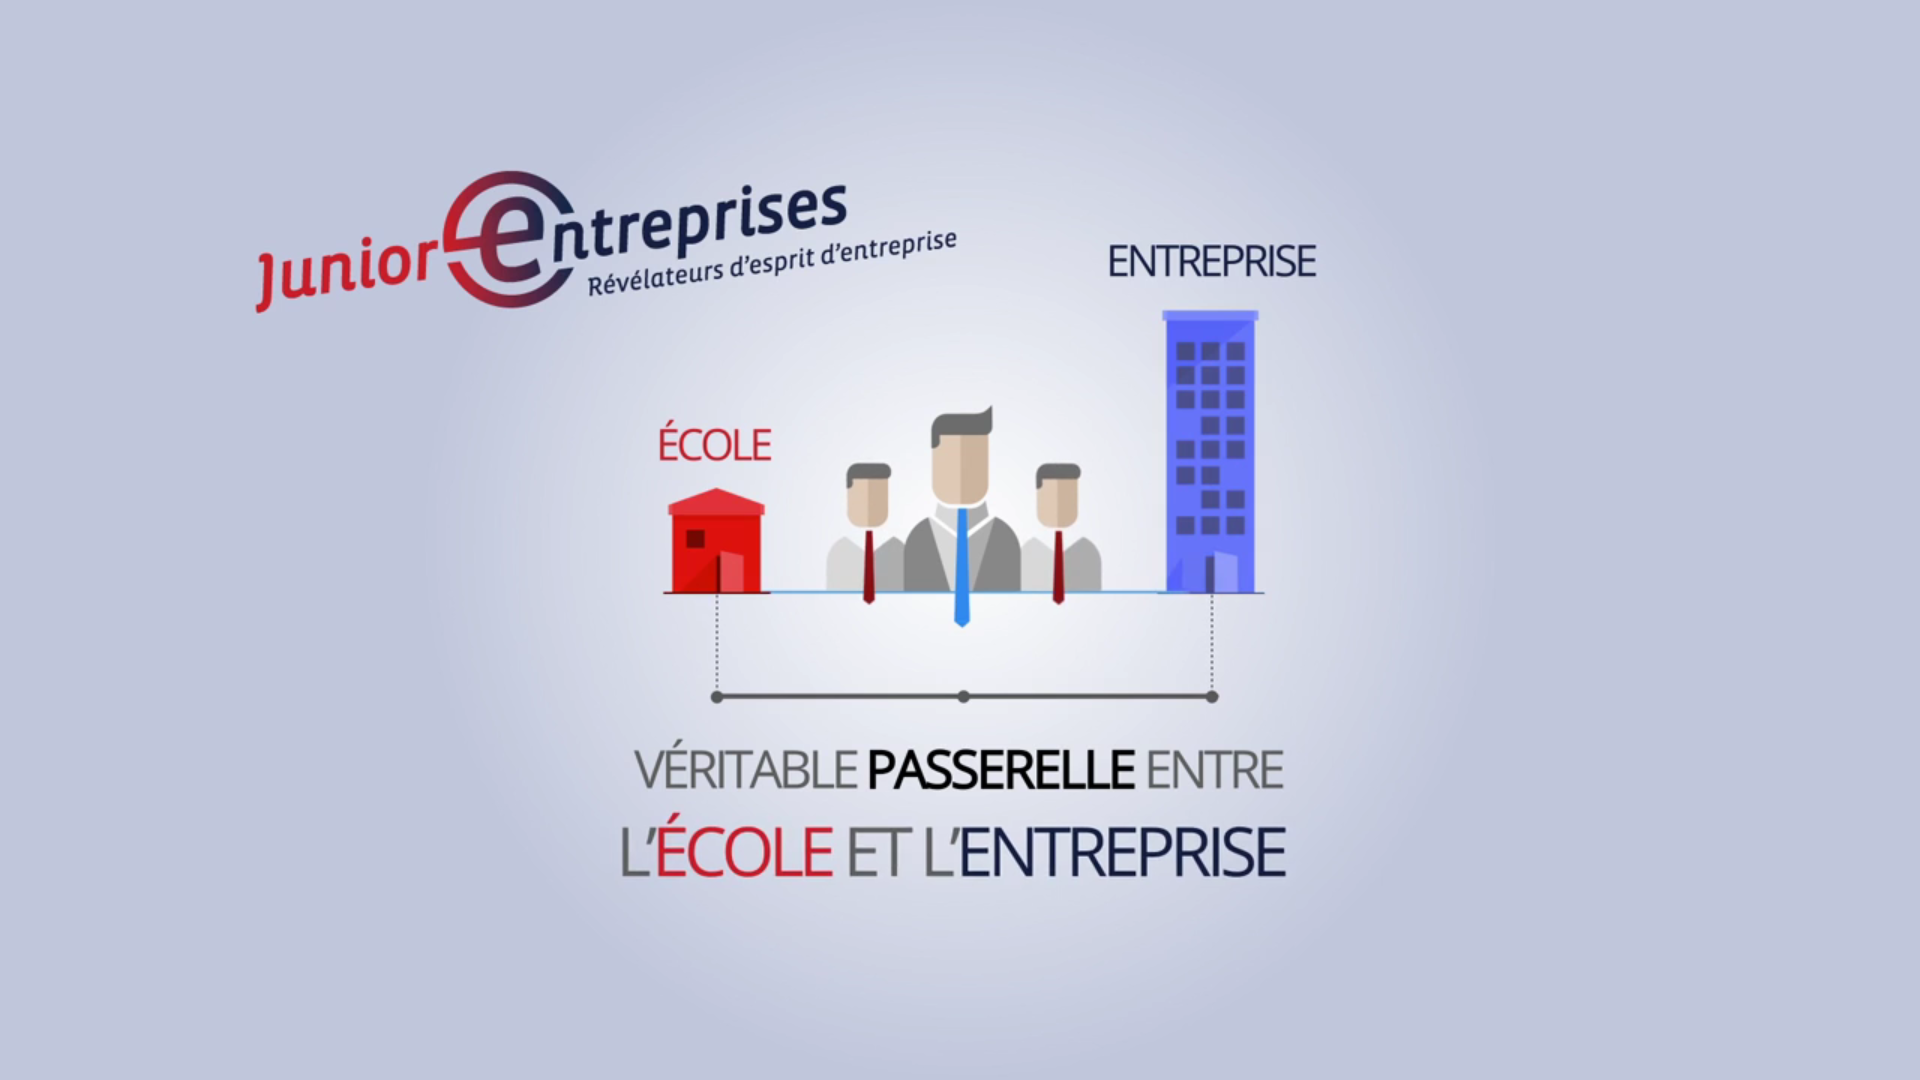 Junior Entreprises
Révélateurs d'esprit d'entreprise
ENTREPRISE
ÉCOLE
VÉRITABLE PASSERELLE ENTRE
L'ÉCOLE ET L'ENTREPRISE